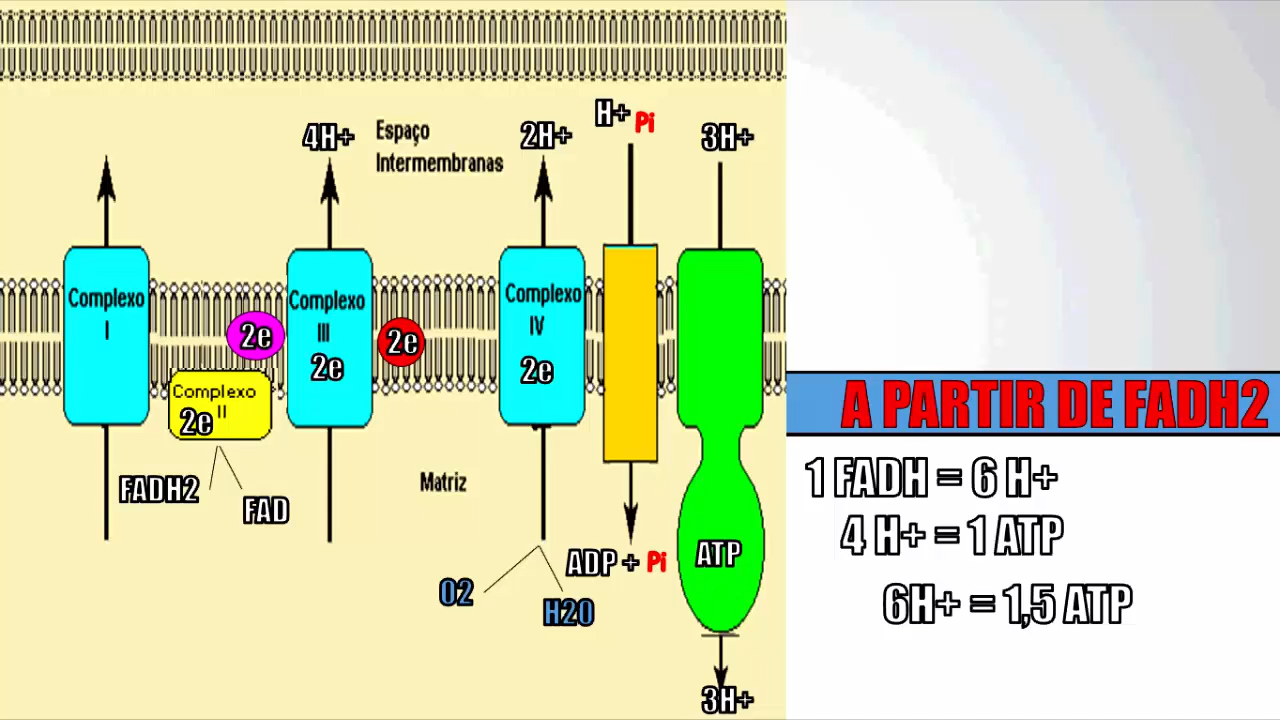 4H+
Espaço
Intermembranas
2H+
H+ Pi
3H+
Complexo
I
2e
Complexo
II
2e
Complexo
III
2e
2e
Complexo
IV
2e
FADH2
FAD
Matriz
O2
H2O
ADP + Pi
ATP
3H+
A PARTIR DE FADH2
1 FADH = 6 H+
4 H+ = 1 ATP
6H+ = 1,5 ATP